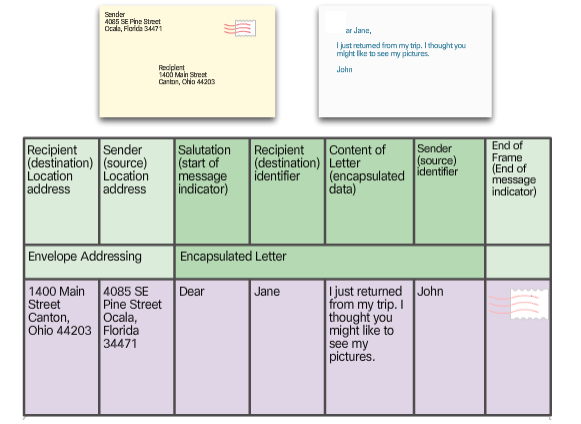 Sender
4085 SE Pine Street
Ocala, Florida 34471
Recipient
1400 Main Street
Canton, Ohio 44203
ar Jane,
I just returned from my trip. I thought you
might like to see my pictures.
John
Recipient
(destination)
Location
address
Sender
(source)
Location
address
Salutation
(start of
message
indicator)
Recipient
(destination)
identifier
Content of
Letter
(encapsulated
data)
Sender
(source)
identifier
End of
Frame
(End of
message
indicator)
Envelope Addressing
Encapsulated Letter
1400 Main
Street
Canton,
Ohio 44203
4085 SE
Pine Street
Ocala,
Florida
34471
Dear
Jane
I just returned
from my trip. I
thought you
might like to
see my
pictures.
John